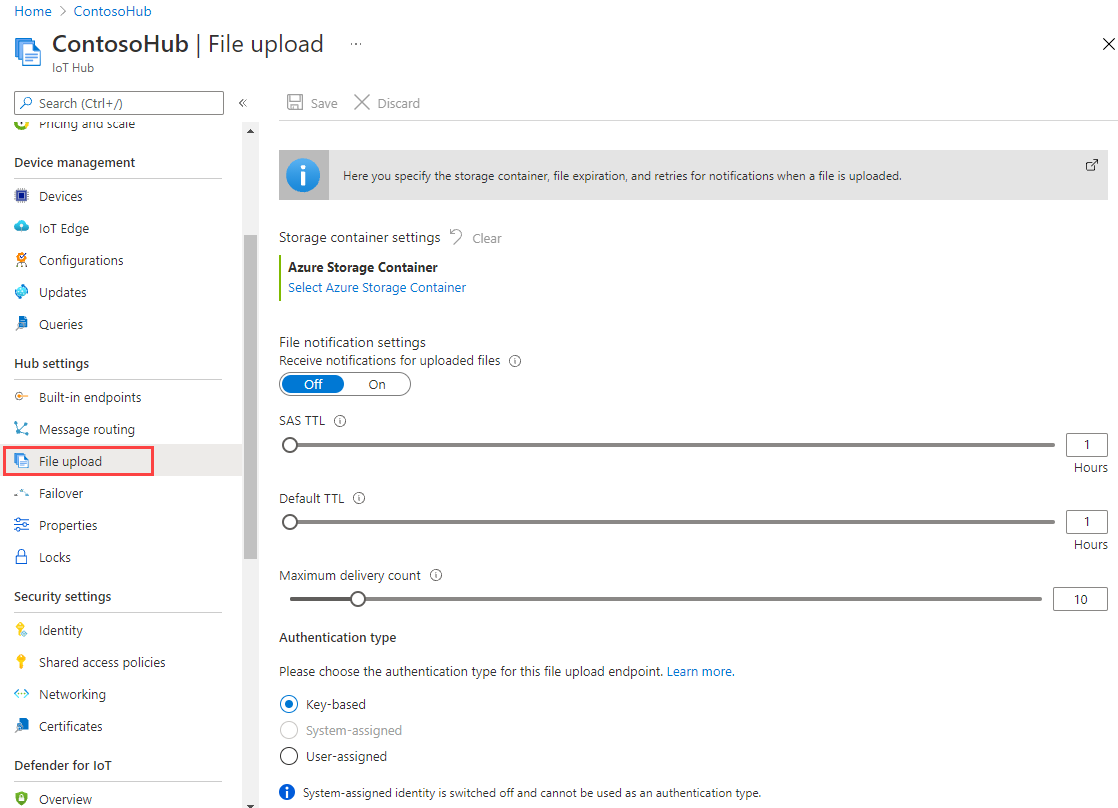 Home > ContosoHub
ContosoHub | File upload ...
IoT Hub
Search (Ctrl+/)
«
Save
Discard
Pricing and scale
Device management
Devices
IoT Edge
Configurations
Updates
Queries
Hub settings
Built-in endpoints
Message routing
File upload
Failover
Properties
Locks
Security settings
Identity
Shared access policies
Networking
Certificates
Defender for IoT
Overview
Here you specify the storage container, file expiration, and retries for notifications when a file is uploaded.
Storage container settings Clear
Azure Storage Container
Select Azure Storage Container
File notification settings
Receive notifications for uploaded files
Off On
SAS TTL
1
Hours
Default TTL
1
Hours
Maximum delivery count
10
Authentication type
Please choose the authentication type for this file upload endpoint. Learn more.
Key-based
System-assigned
User-assigned
System-assigned identity is switched off and cannot be used as an authentication type.